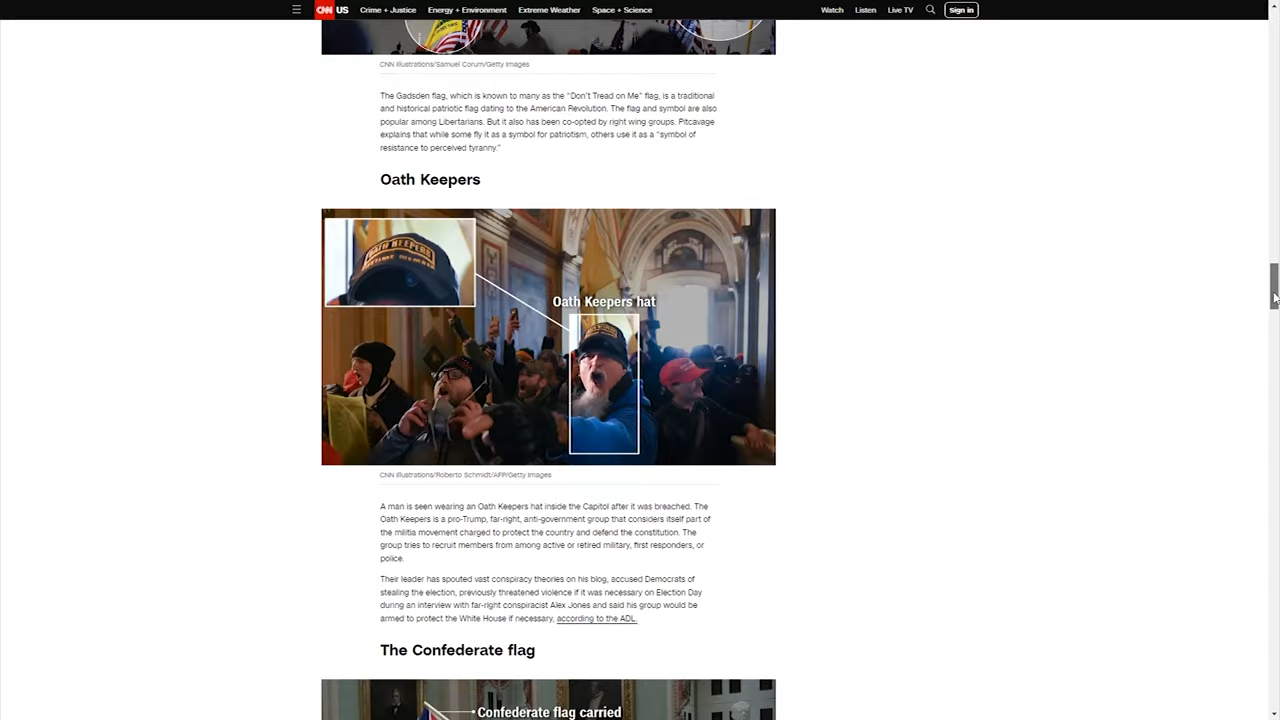 CNN US Crime + Justice Energy + Environment Extreme Weather Space + Science Watch Listen Live TV Sign in
CNN Illustrations/Samuel Corum/Getty Images
The Gadsden flag, which is known to many as the “Don’t Tread on Me” flag, is a traditional
and historical patriotic flag dating to the American Revolution. The flag and symbol are also
popular among Libertarians. But it also has been co-opted by right wing groups. Pitcavage
explains that while some fly it as a symbol for patriotism, others use it as a “symbol of
resistance to perceived tyranny.”
Oath Keepers
OATH KEEPERS
Oath Keepers hat
CNN Illustrations/Roberto Schmidt/AFP/Getty Images
A man is seen wearing an Oath Keepers hat inside the Capitol after it was breached. The
Oath Keepers is a pro-Trump, far-right, anti-government group that considers itself part of
the militia movement charged to protect the country and defend the constitution. The
group tries to recruit members from among active or retired military, first responders, or
police.
Their leader has spouted vast conspiracy theories on his blog, accused Democrats of
stealing the election, previously threatened violence if it was necessary on Election Day
during an interview with far-right conspiracist Alex Jones and said his group would be
armed to protect the White House if necessary, according to the ADL.
The Confederate flag
Confederate flag carried